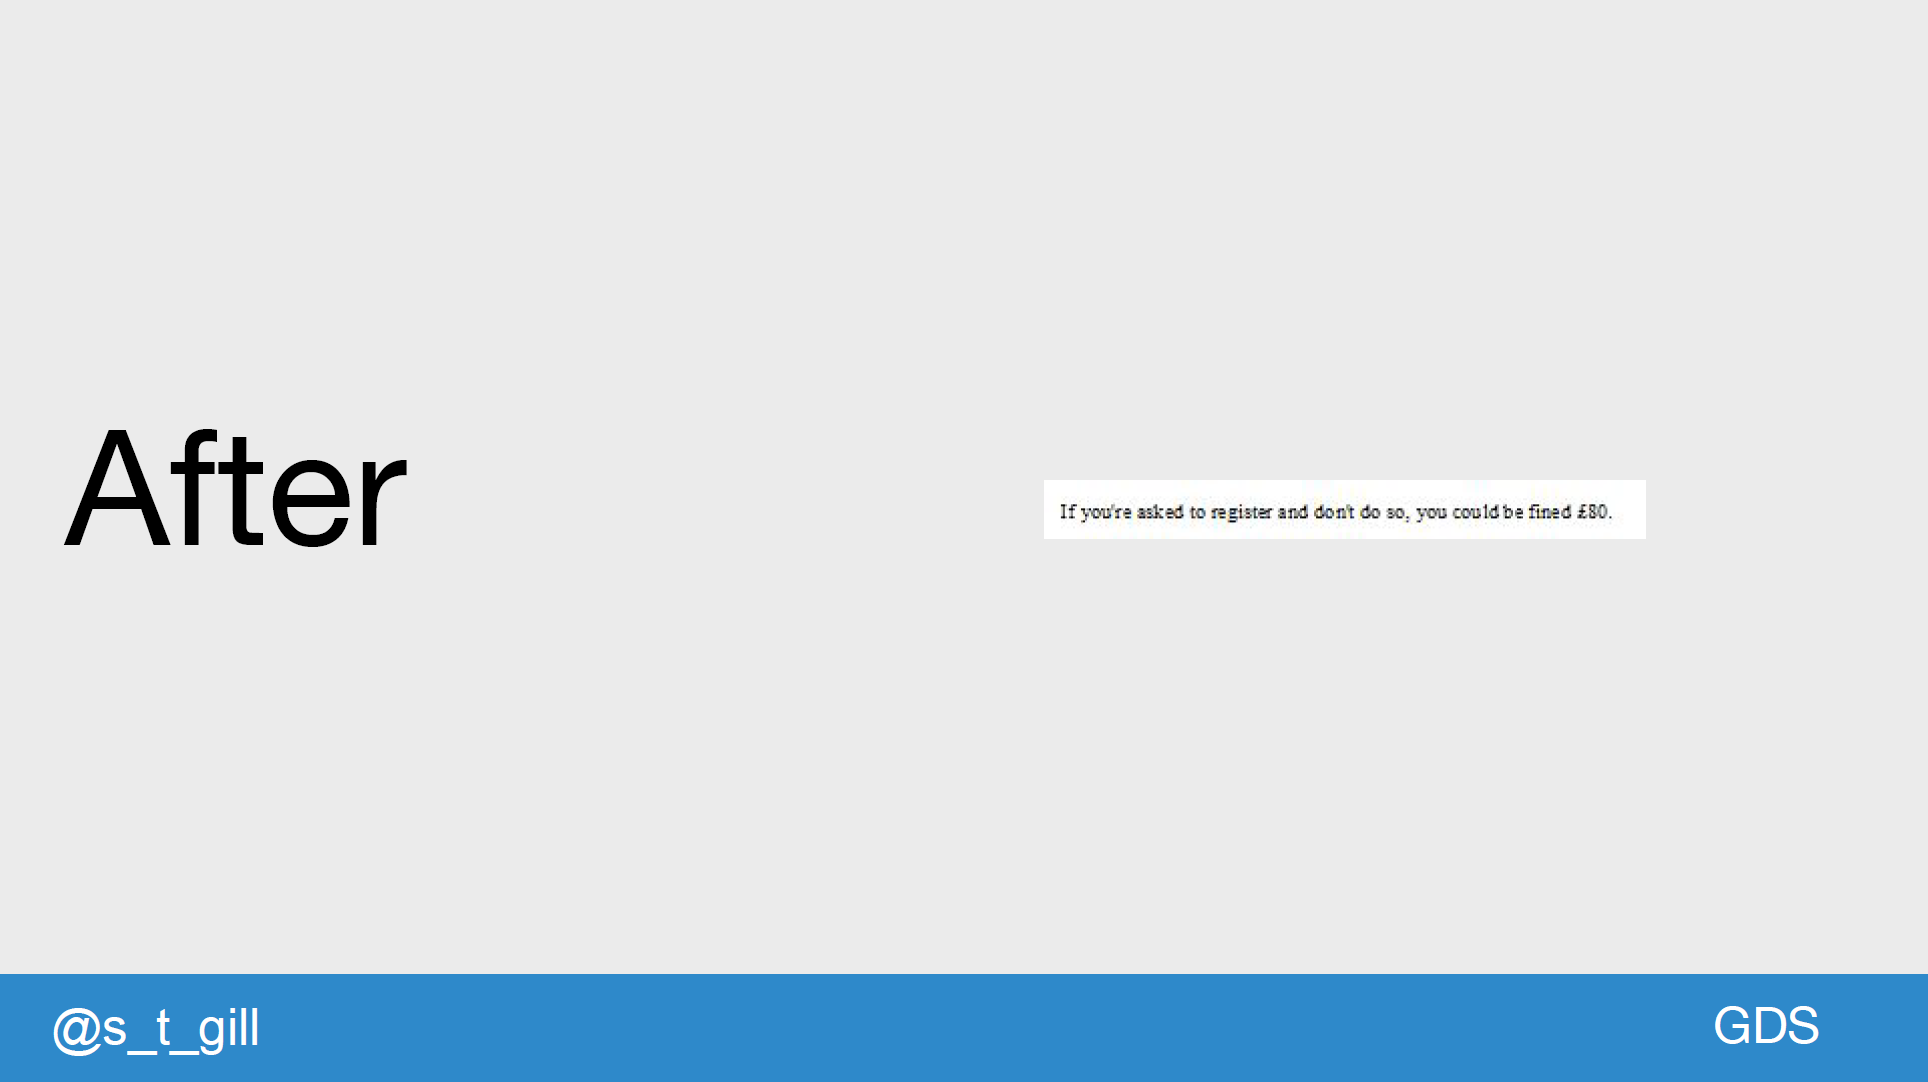 After
If you're asked to register and don't do so, you could be fined £80.
@s_t_gill
GDS